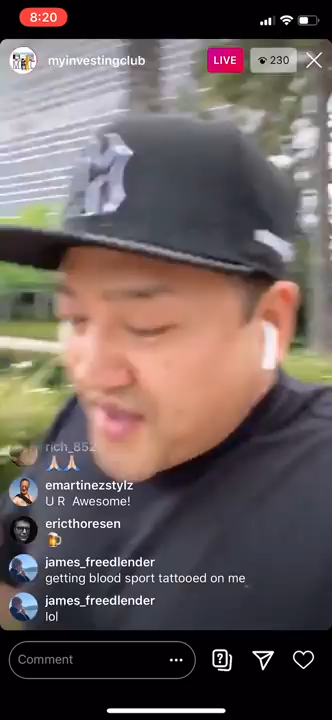 8:20
myinvestingclub
LIVE
230
rich_852
emartinezstylz
U R Awesome!
ericthoresen
james_freedlender
getting blood sport tattooed on me
james_freedlender
lol
Comment